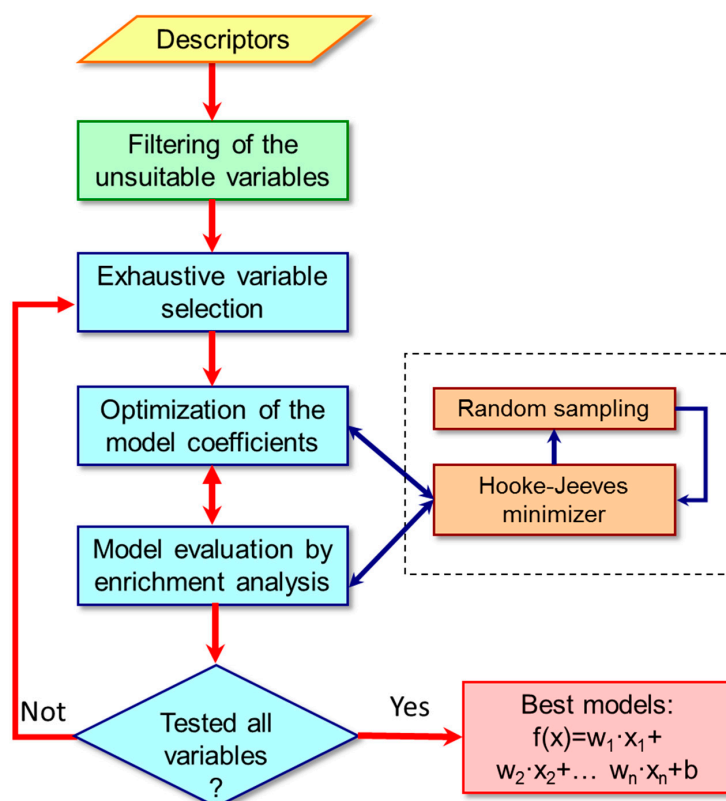 Descriptors
Filtering of the
unsuitable variables
Exhaustive variable
selection
Optimization of the
model coefficients
Random sampling
Hooke-Jeeves
minimizer
Model evaluation by
enrichment analysis
Not
Tested all
variables
?
Yes
Best models:
f(x)=w₁·x₁+
w₂·x₂+… wₙ·xₙ+b